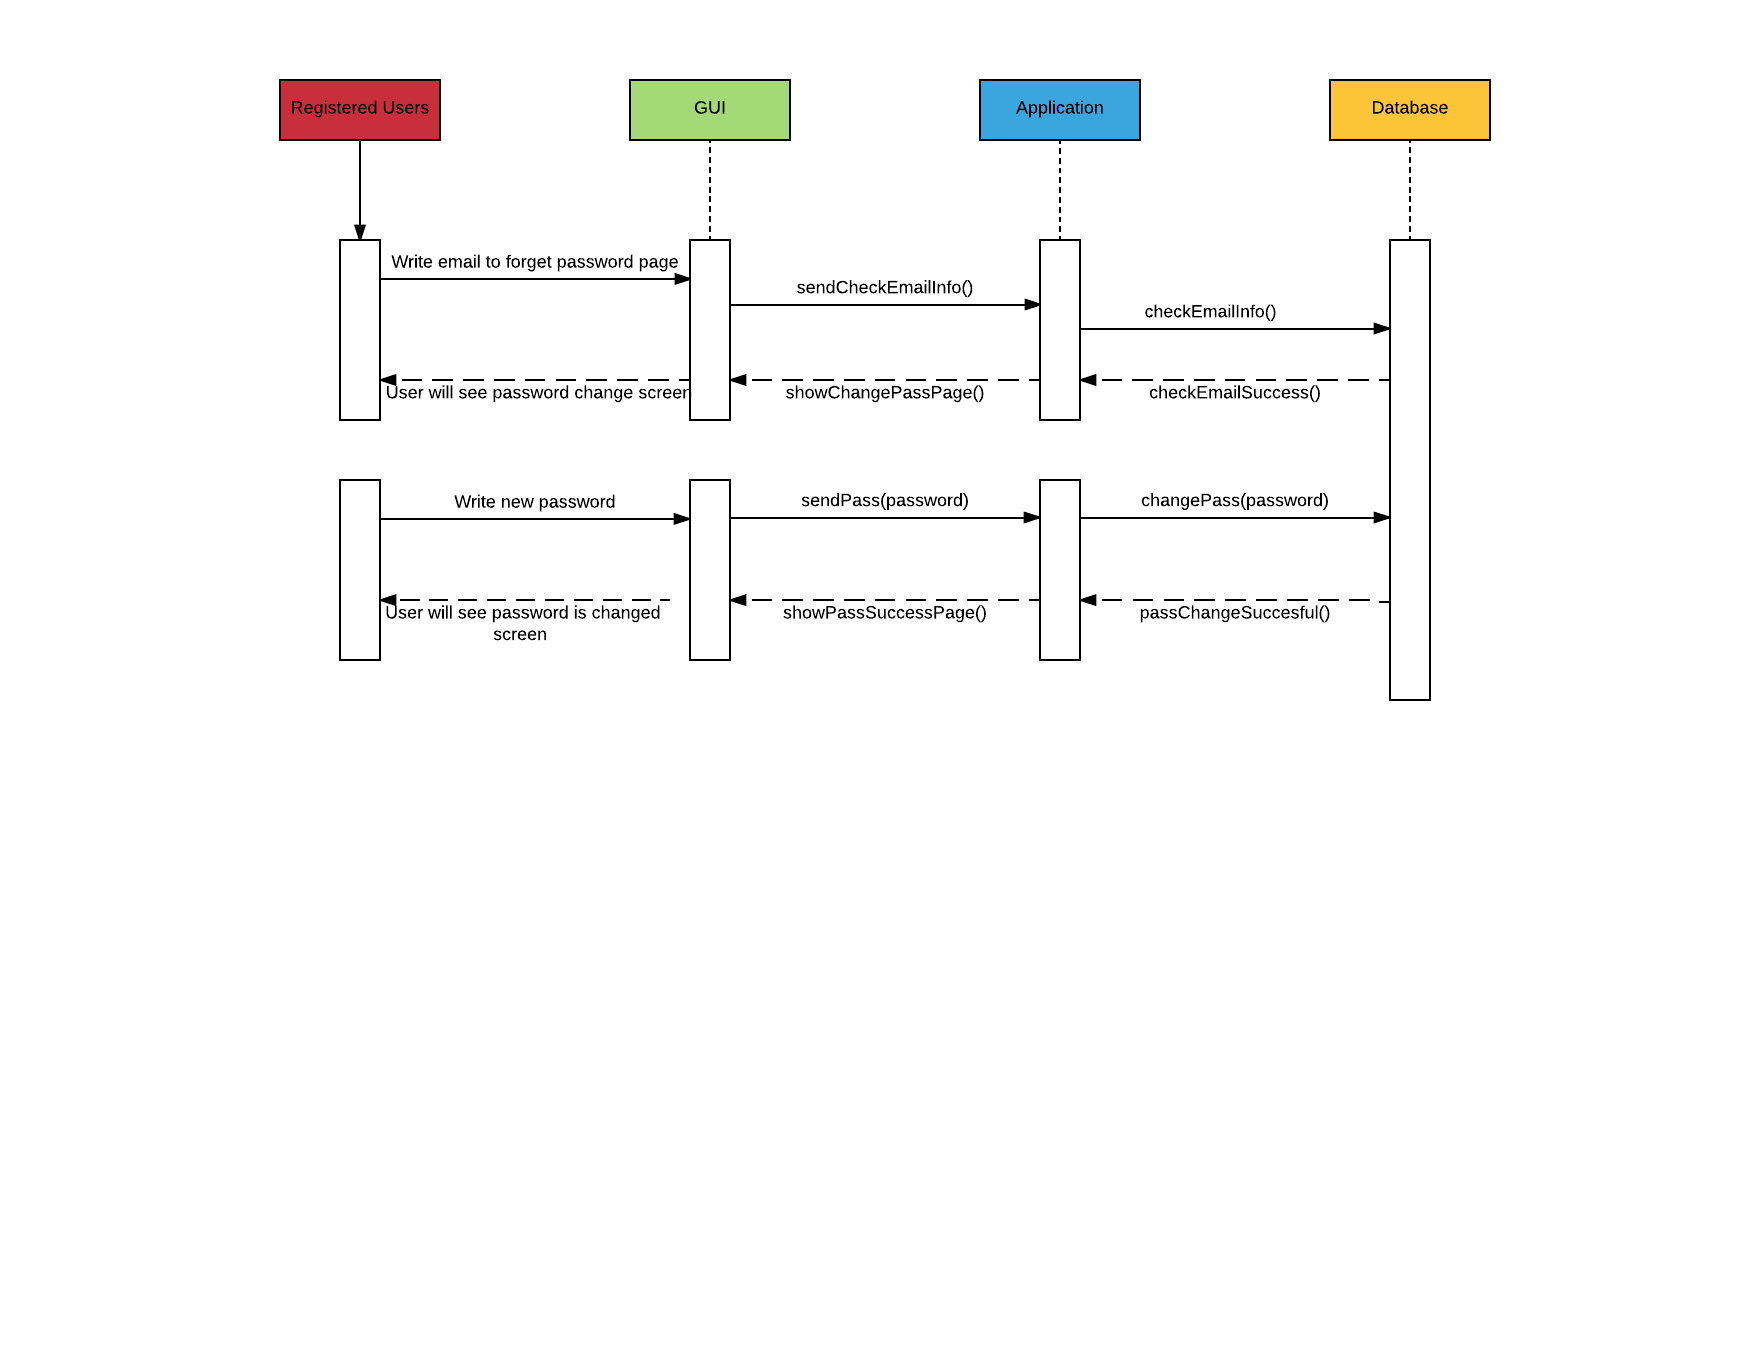 Registered Users
GUI
Application
Database
Write email to forget password page
sendCheckEmailInfo()
checkEmailInfo()
User will see password change screen
showChangePassPage()
checkEmailSuccess()
Write new password
sendPass(password)
changePass(password)
User will see password is changed
screen
showPassSuccessPage()
passChangeSuccesful()